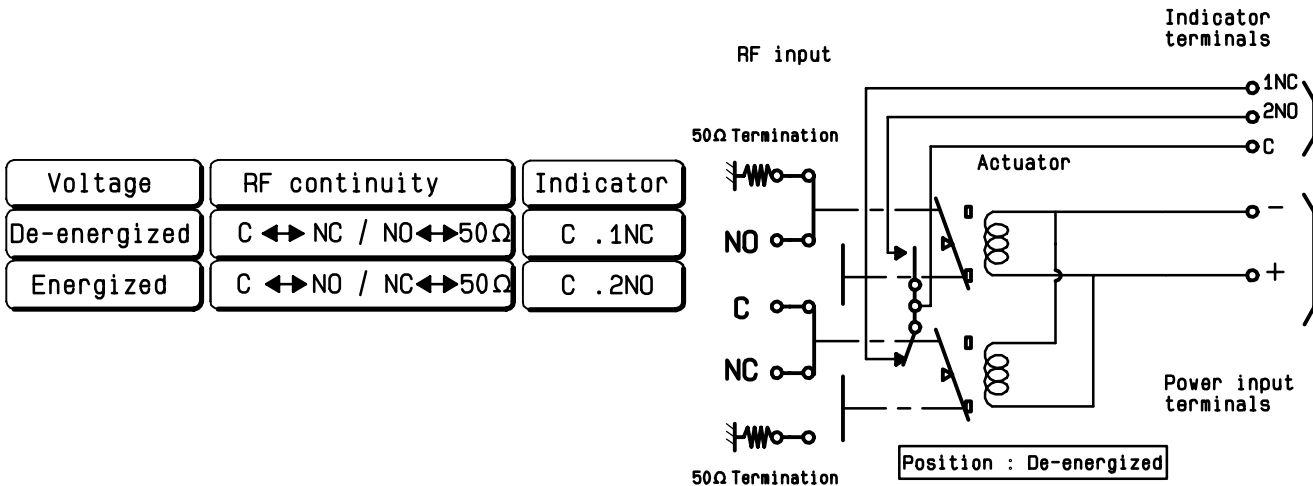 Voltage RF continuity Indicator
De-energized C ↔ NC / NO↔50Ω C .1NC
Energized C ↔ NO / NC↔50Ω C .2NO
Indicator
terminals
RF input
1NC
2NO
C
50Ω Termination
Actuator
NO
−
+
C
NC
Power input
terminals
50Ω Termination
Position : De-energized